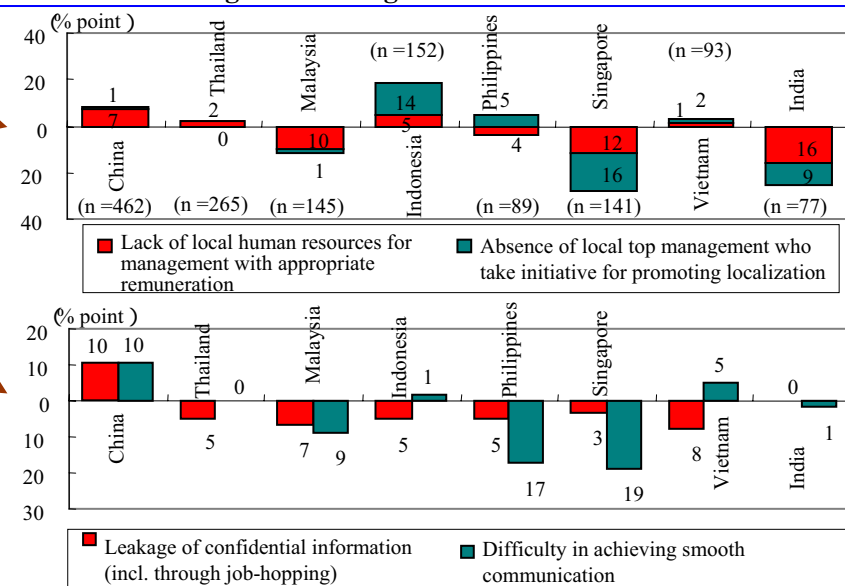 (% point )
40
20
0
20
40
Thailand
Malaysia
(n =152)
Philippines
Singapore
(n =93)
India
1
7
2
0
10
1
14
5
5
4
12
16
1
2
16
9
China
Indonesia
Vietnam
(n =462)
(n =265)
(n =145)
(n =89)
(n =141)
(n =77)
Lack of local human resources for
management with appropriate
remuneration
Absence of local top management who
take initiative for promoting localization
(% point )
20
10
0
10
20
30
Thailand
Malaysia
Indonesia
Philippines
Singapore
10
10
0
1
5
0
5
7
9
5
5
17
3
19
8
1
China
Vietnam
India
Leakage of confidential information
(incl. through job-hopping)
Difficulty in achieving smooth
communication